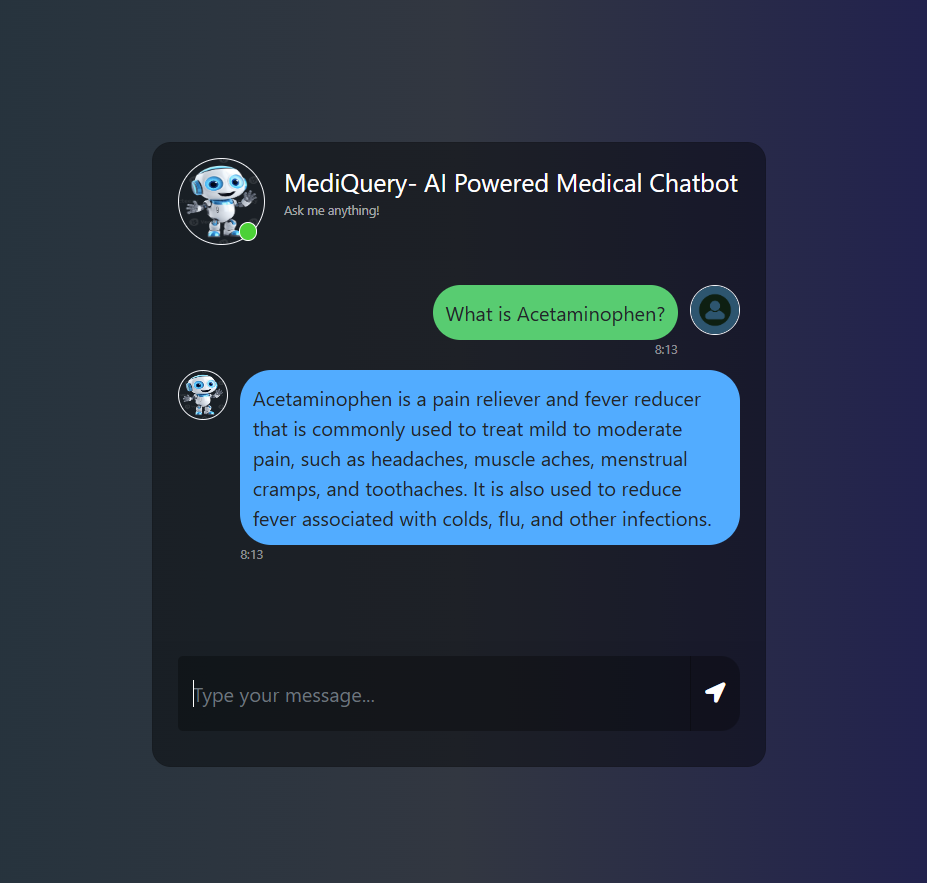 MediQuery- AI Powered Medical Chatbot
Ask me anything!
What is Acetaminophen?
8:13
Acetaminophen is a pain reliever and fever reducer
that is commonly used to treat mild to moderate
pain, such as headaches, muscle aches, menstrual
cramps, and toothaches. It is also used to reduce
fever associated with colds, flu, and other infections.
8:13
Type your message...